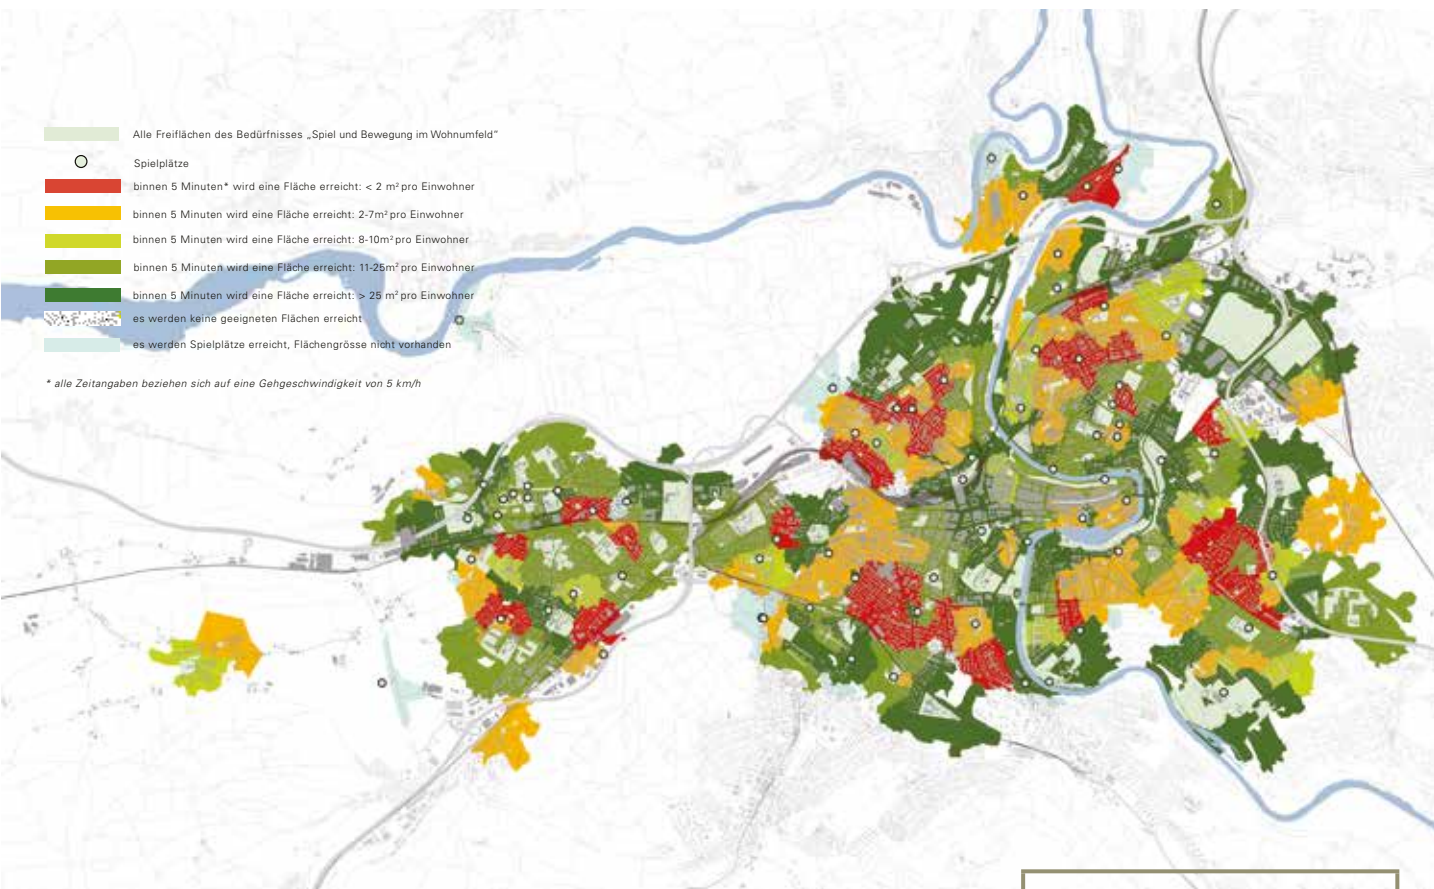 Alle Freiflächen des Bedürfnisses „Spiel und Bewegung im Wohnumfeld“
Spielplätze
binnen 5 Minuten* wird eine Fläche erreicht: < 2 m² pro Einwohner
binnen 5 Minuten wird eine Fläche erreicht: 2-7m² pro Einwohner
binnen 5 Minuten wird eine Fläche erreicht: 8-10m² pro Einwohner
binnen 5 Minuten wird eine Fläche erreicht: 11-25m² pro Einwohner
binnen 5 Minuten wird eine Fläche erreicht: > 25 m² pro Einwohner
es werden keine geeigneten Flächen erreicht
es werden Spielplätze erreicht, Flächengrösse nicht vorhanden
* alle Zeitangaben beziehen sich auf eine Gehgeschwindigkeit von 5 km/h